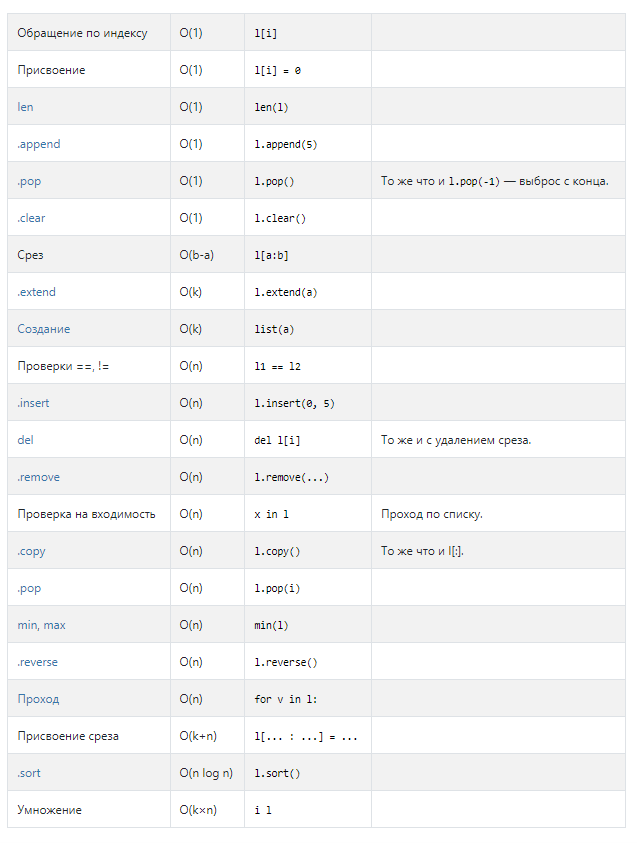 Обращение по индексу O(1) l[i]
Присвоение O(1) l[i] = 0
len O(1) len(l)
.append O(1) l.append(5)
.pop O(1) l.pop() То же что и l.pop(-1) — выброс с конца.
.clear O(1) l.clear()
Срез O(b-a) l[a:b]
.extend O(k) l.extend(a)
Создание O(k) list(a)
Проверки ==, != O(n) l1 == l2
.insert O(n) l.insert(0, 5)
del O(n) del l[i] То же и с удалением среза.
.remove O(n) l.remove(...)
Проверка на входимость O(n) x in l Проход по списку.
.copy O(n) l.copy() То же что и l[:].
.pop O(n) l.pop(i)
min, max O(n) min(l)
.reverse O(n) l.reverse()
Проход O(n) for v in l:
Присвоение среза O(k+n) l[... : ...] = ...
.sort O(n log n) l.sort()
Умножение O(k×n) i l